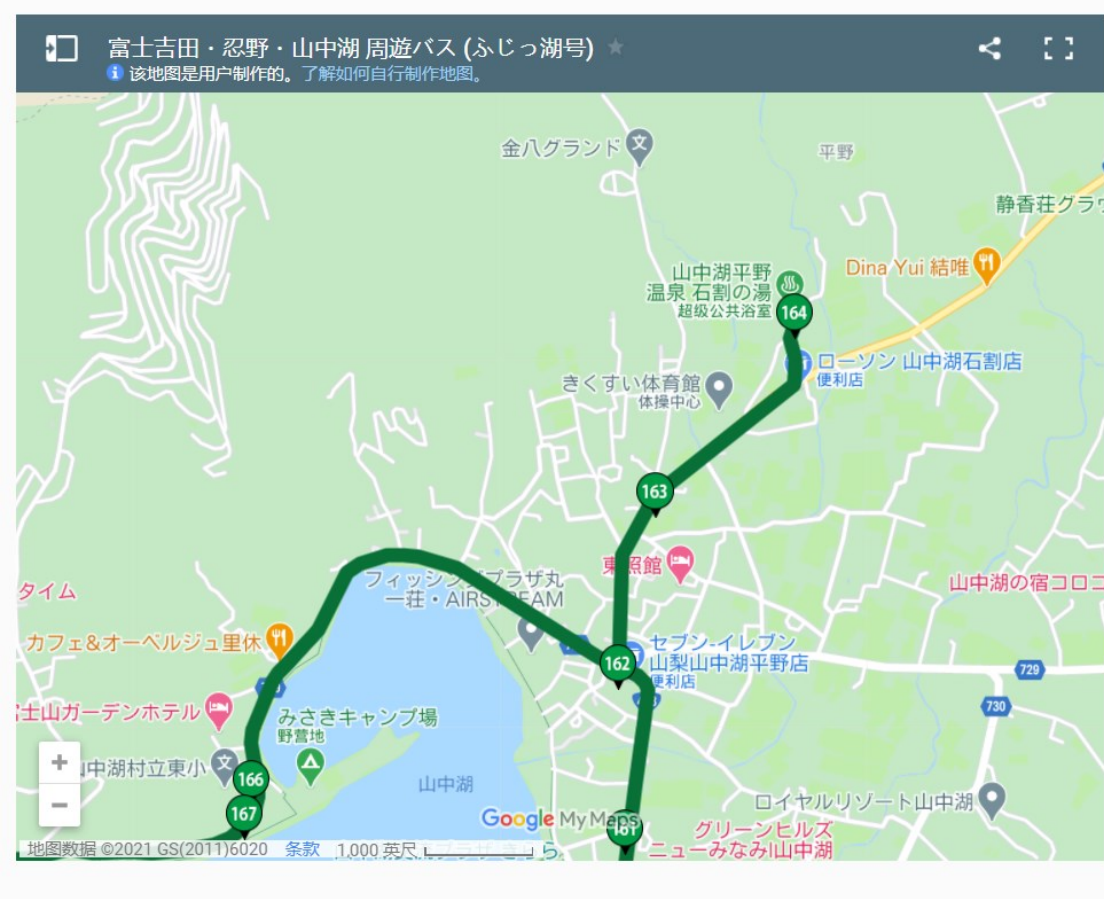 富士吉田・忍野・山中湖 周遊バス (ふじっ湖号)
该地图是用户制作的。了解如何自行制作地图。
金八グランド
平野
静香荘グラウ
山中湖平野
温泉 石割の湯
超级公共浴室
164
Dina Yui 結唯
ローソン 山中湖石割店
便利店
きくすい体育館
体操中心
163
東照館
フィッシングプラザ丸
一荘・AIRSTREAM
山中湖の宿コロコ
タイム
カフェ&オーベルジュ里休
162
セブン-イレブン
山梨山中湖平野店
便利店
729
730
士山ガーデンホテル
みさきキャンプ場
野营地
山中湖村立東小
166
167
山中湖
ロイヤルリゾート山中湖
Google My Maps
161
グリーンヒルズ
ニューみなみ山中湖
地图数据 ©2021 GS(2011)6020 条款 1,000 英尺